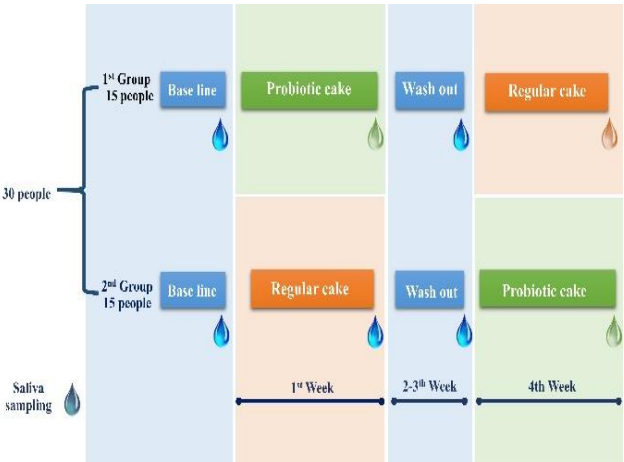 1st Group
15 people
Base line
Probiotic cake
Wash out
Regular cake
30 people
2nd Group
15 people
Base line
Regular cake
Wash out
Probiotic cake
Saliva
sampling
1st Week
2-3th Week
4th Week